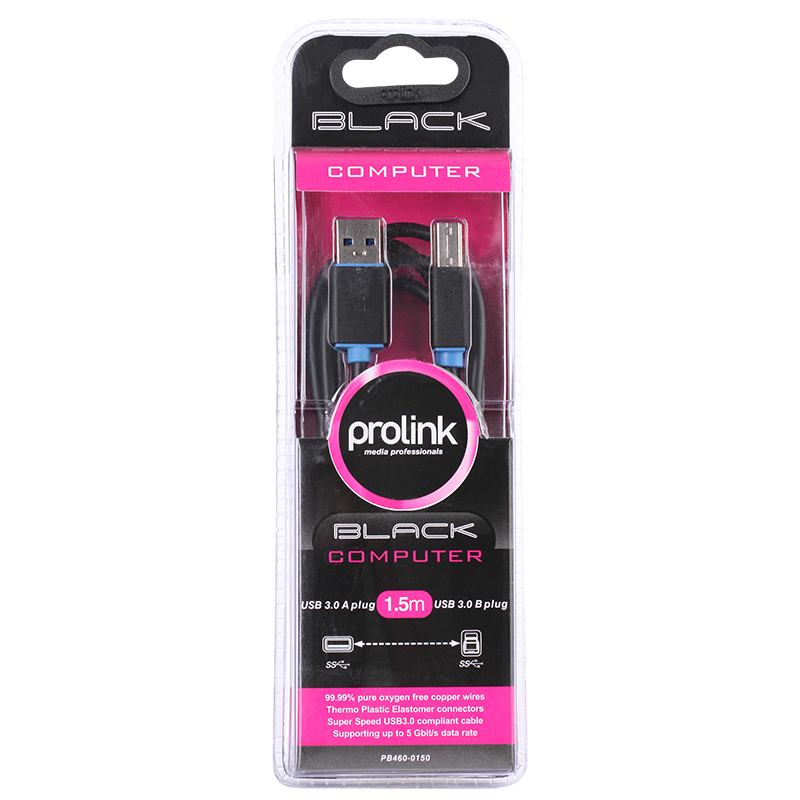 prolink
BLACK
COMPUTER
prolink
media professionals
BLACK
COMPUTER
USB 3.0 A plug 1.5m USB 3.0 B plug
SS SS
99.99% pure oxygen free copper wires
Thermo Plastic Elastomer connectors
Super Speed USB3.0 compliant cable
Supporting up to 5 Gbit/s data rate
PB460-0150